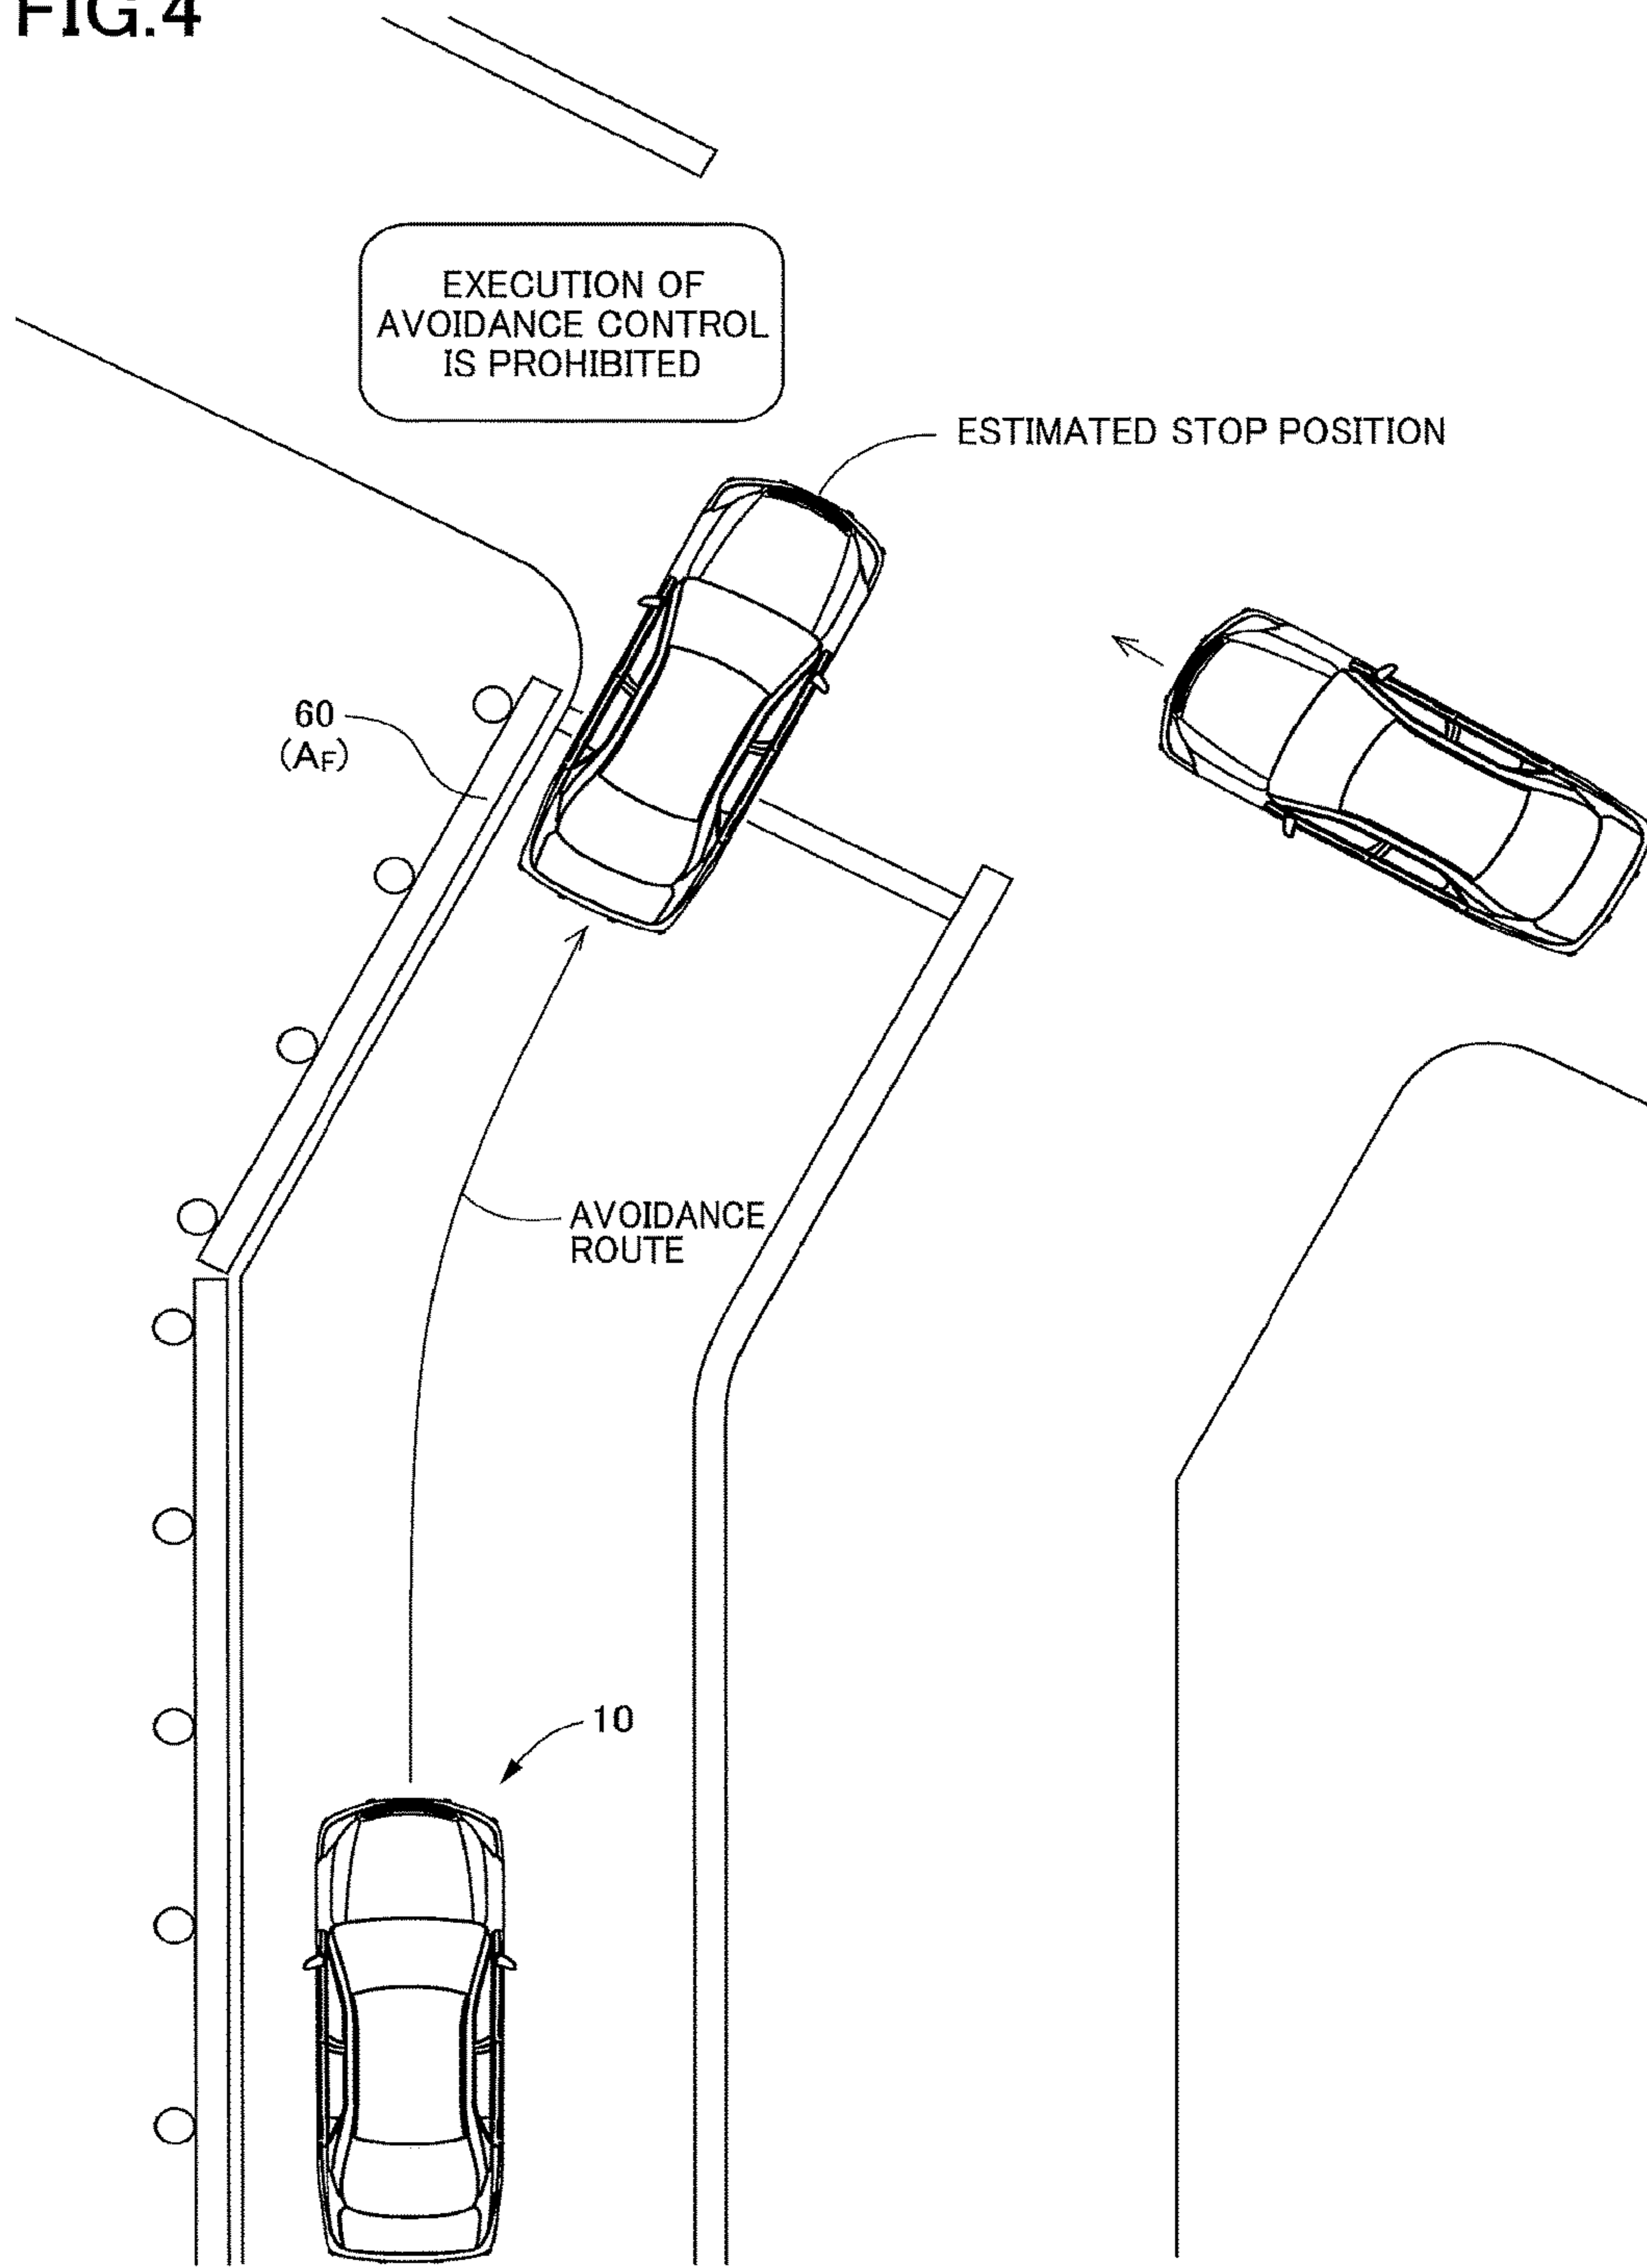 FIG.4
EXECUTION OF
AVOIDANCE CONTROL
IS PROHIBITED
ESTIMATED STOP POSITION
60
(AF)
AVOIDANCE
ROUTE
10